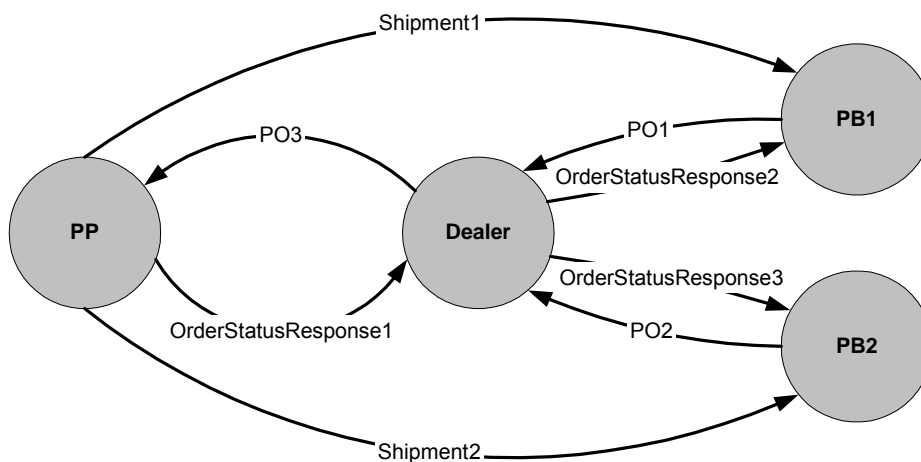 Shipment1
PB1
PO3
PO1
OrderStatusResponse2
PP
Dealer
OrderStatusResponse3
OrderStatusResponse1
PO2
PB2
Shipment2